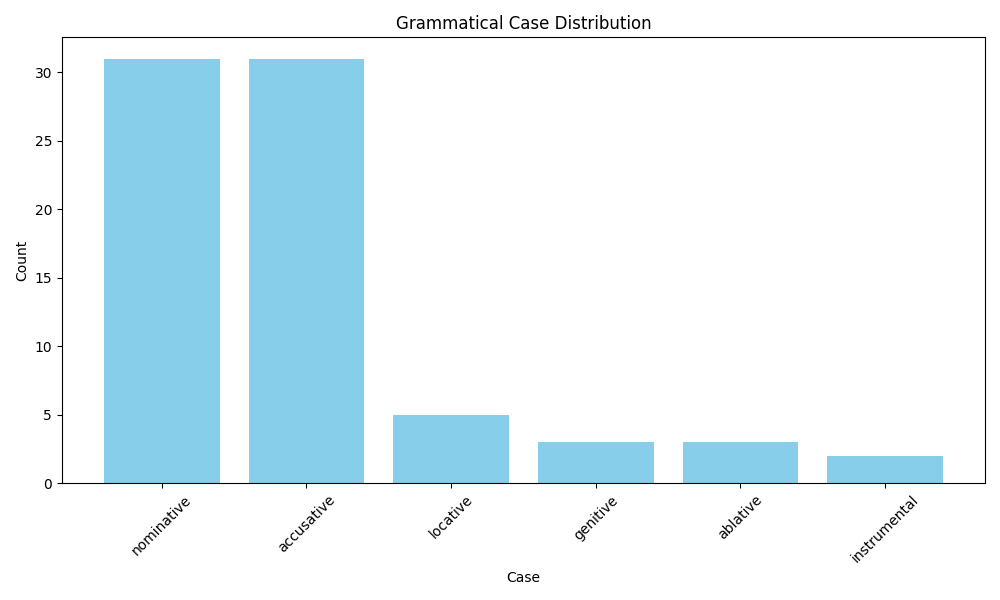 Grammatical Case Distribution
Count
30
25
20
15
10
5
0
nominative
accusative
locative
genitive
ablative
instrumental
Case